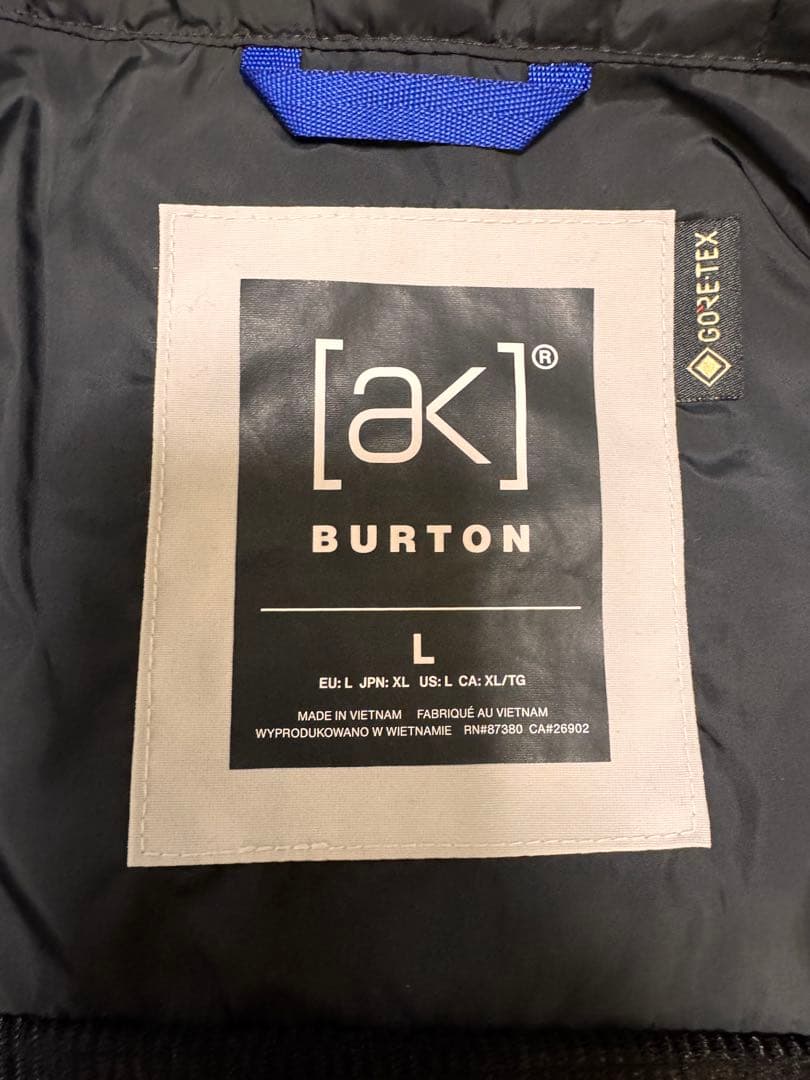 [ak]®
BURTON
L
EU: L JPN: XL US: L CA: XL/TG
MADE IN VIETNAM FABRIQUÉ AU VIETNAM
WYPRODUKOWANO W WIETNAMIE RN#87380 CA#26902
GORE-TEX